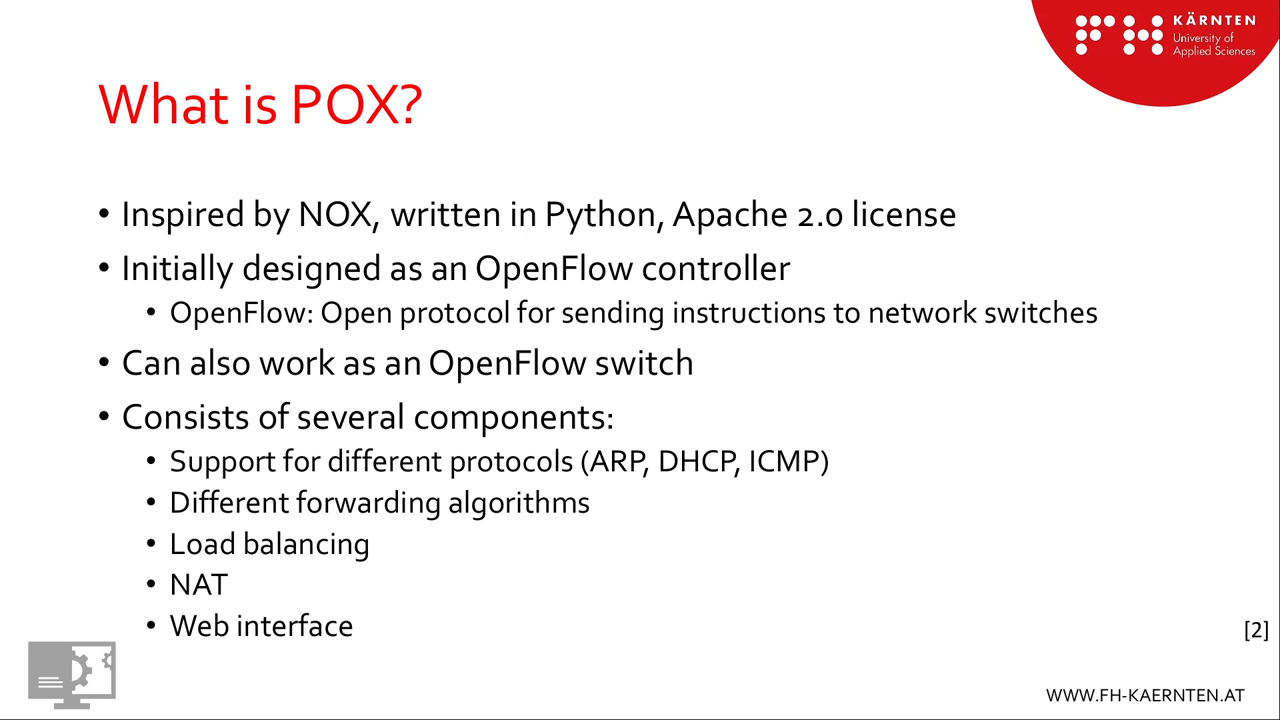 KÄRNTEN
University of
Applied Sciences
What is POX?
• Inspired by NOX, written in Python, Apache 2.0 license
• Initially designed as an OpenFlow controller
• OpenFlow: Open protocol for sending instructions to network switches
• Can also work as an OpenFlow switch
• Consists of several components:
• Support for different protocols (ARP, DHCP, ICMP)
• Different forwarding algorithms
• Load balancing
• NAT
• Web interface
[2]
WWW.FH-KAERNTEN.AT